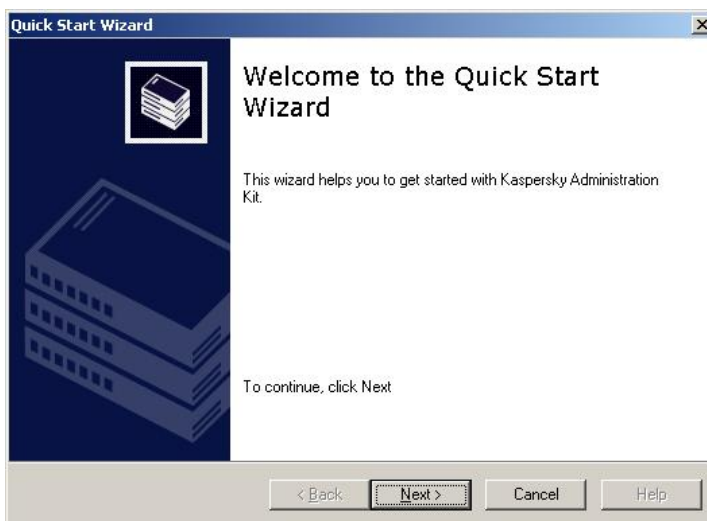 Quick Start Wizard
Welcome to the Quick Start
Wizard
This wizard helps you to get started with Kaspersky Administration
Kit.
To continue, click Next
< Back
Next >
Cancel
Help